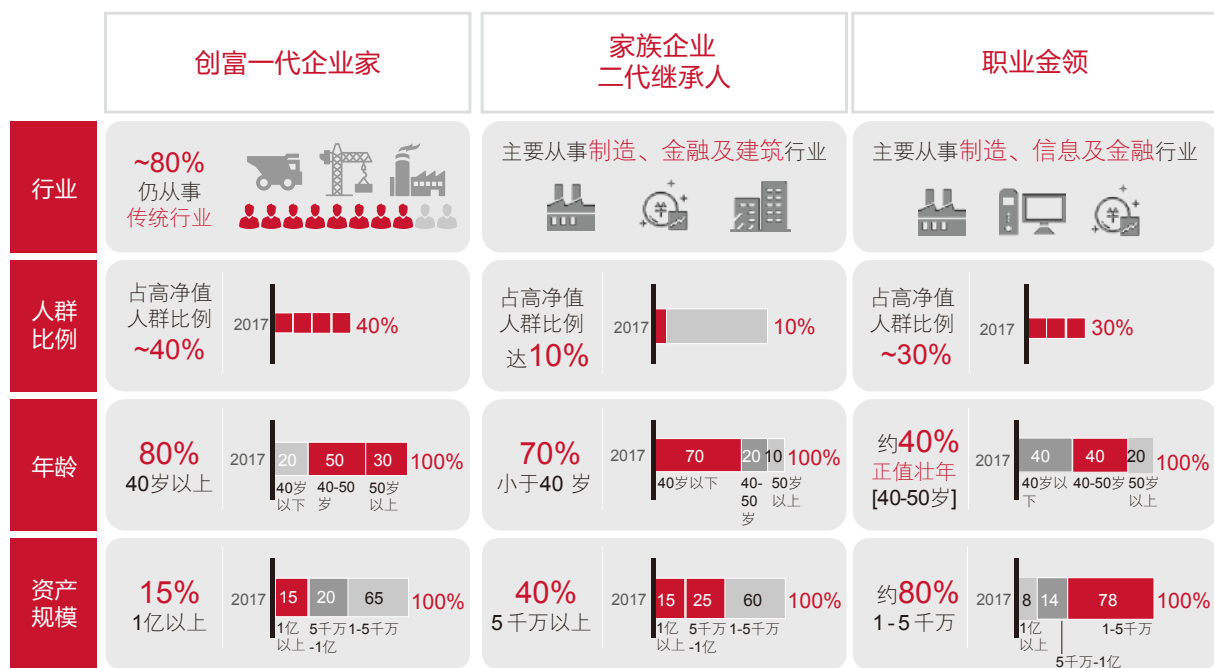 创富一代企业家
家族企业
二代继承人
职业金领
行业
~80%
仍从事
传统行业
主要从事制造、金融及建筑行业
主要从事制造、信息及金融行业
人群
比例
占高净值
人群比例
~40%
2017
40%
占高净值
人群比例
达10%
2017
10%
占高净值
人群比例
~30%
2017
30%
年龄
80%
40岁以上
2017
20 50 30
100%
40岁
以下
40-50
岁
50岁
以上
70%
小于40 岁
2017
70 20 10
100%
40岁以下
40-
50
岁
50岁
以上
约40%
正值壮年
[40-50岁]
2017
40 40 20
100%
40岁以
下
40-50岁
50岁
以上
资产
规模
15%
1亿以上
2017
15 20 65
100%
1亿
以上
5千万
-1亿
1-5千万
40%
5 千万以上
2017
15 25 60
100%
1亿
以上
5千万
-1亿
1-5千万
约80%
1-5 千万
2017
8 14 78
100%
1亿
以上
5千万-1亿
1-5千万